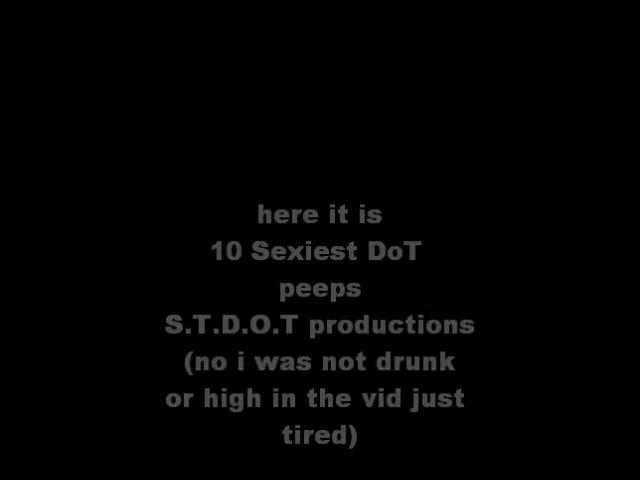 here it is
10 Sexiest DoT
peeps
S.T.D.O.T productions
(no i was not drunk
or high in the vid just
tired)